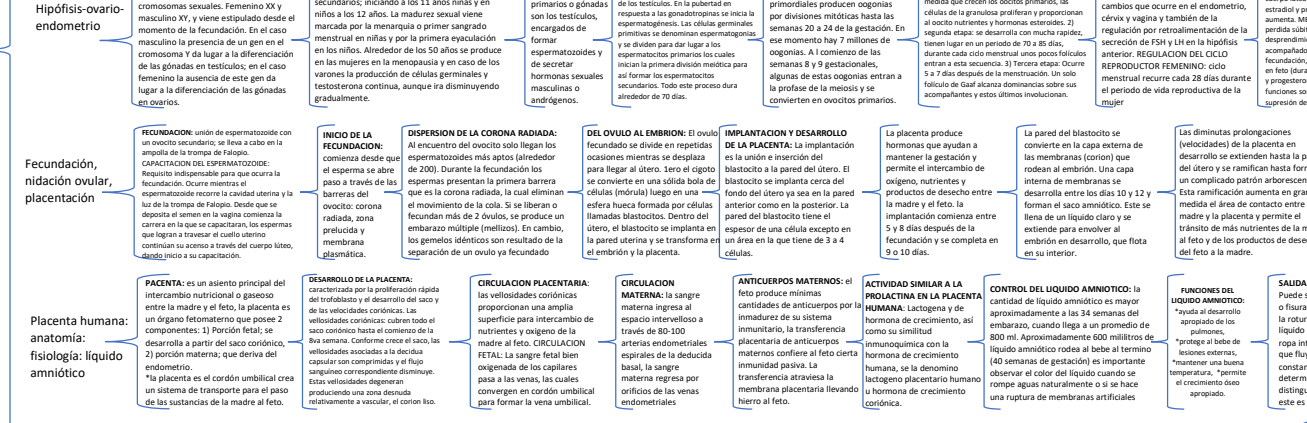 Hipófisis-ovario-
endometrio
cromosomas sexuales. Femenino XX y
masculino XY, y viene estipulado desde el
momento de la fecundación. En el caso
masculino la presencia de un gen en el
cromosoma Y da lugar a la diferenciación
de las gónadas en testículos; en el caso
femenino la ausencia de este gen da
lugar a la diferenciación de las gónadas
en ovarios.
secundarios; iniciando a los 11 años ninas y en
niños a los 12 años. La madurez sexual viene
marcada por la menarquia o primer sangrado
menstrual en niñas y por la primera eyaculación
en los niños. Alrededor de los 50 años se produce
en las mujeres en la menopausia y en caso de los
varones la producción de células germinales y
testosterona continua, aunque ira disminuyendo
gradualmente.
primarios o gónadas
son los testículos,
encargados de
formar
espermatozoides y
de secretar
hormonas sexuales
masculinas o
andrógenos.
de los testículos. En la pubertad en
respuesta a las gonadotropinas se inicia la
espermatogénesis. Las células germinales
primitivas se denominan espermatogonias
y se dividen para dar lugar a los
espermatocitos primarios los cuales
inician la primera división meiótica para
así formar los espermatocitos
secundarios. Todo este proceso dura
alrededor de 70 días.
primordiales producen oogonias
por divisiones mitóticas hasta las
semanas 20 a 24 de la gestación. En
ese momento hay 7 millones de
oogonias. A l comienzo de las
semanas 8 y 9 gestacionales,
algunas de estas oogonias entran a
la profase de la meiosis y se
convierten en ovocitos primarios.
medida que crecen los ovocitos primarios, las
células de la granulosa proliferan y proporcionan
al oocito nutrientes y hormonas esteroides. 2)
segunda etapa: se desarrolla con mucha rapidez,
tienen lugar en un periodo de 70 a 85 días,
durante cada ciclo menstrual unos pocos folículos
entran a esta secuencia. 3) Tercera etapa: Ocurre
5 a 7 días después de la menstruación. Un solo
folículo de Gaaf alcanza dominancias sobre sus
acompañantes y estos últimos involucionan.
cambios que ocurre en el endometrio,
cérvix y vagina y también de la
regulación por retroalimentación de la
secreción de FSH y LH en la hipófisis
anterior. REGULACION DEL CICLO
REPRODUCTOR FEMENINO: ciclo
menstrual recurre cada 28 días durante
el periodo de vida reproductiva de la
mujer
estradiol y
aumenta.
perdida
acompañado
fecundación,
en feto
y progesteron
funciones
supresión de
Fecundación,
nidación ovular,
placentación
FECUNDACION: unión de espermatozoide con
un ovocito secundario; se lleva a cabo en la
ampolla de la trompa de Falopio.
CAPACITACION DEL ESPERMATOZOIDE:
Requisito indispensable para que ocurra la
fecundación. Ocurre mientras el
espermatozoide recorre la cavidad uterina y la
luz de la trompa de Falopio. Desde que se
deposita el semen en la vagina comienza la
carrera en la que se capacitaran, los espermas
que logran a travesar el cuello uterino
continúan su acenso a través del cuerpo lúteo,
dando inicio a su capacitación.
INICIO DE LA
FECUNDACION:
comienza desde que
el esperma se abre
paso a través de las
barreras del
ovocito: corona
radiada, zona
prelucida y
membrana
plasmática.
DISPERSION DE LA CORONA RADIADA:
Al encuentro del ovocito solo llegan los
espermatozoides más aptos (alrededor
de 200). Durante la fecundación los
espermas presentan la primera barrera
que es la corona radiada, la cual eliminan
el movimiento de la cola. Si se liberan o
fecundan más de 2 óvulos, se produce un
embarazo múltiple (mellizos). En cambio,
los gemelos idénticos son resultado de la
separación de un ovulo ya fecundado
DEL OVULO AL EMBRION: El ovulo
fecundado se divide en repetidas
ocasiones mientras se desplaza
para llegar al útero. 1ero el cigoto
se convierte en una sólida bola de
células (mórula) luego en una
esfera hueca formada por células
llamadas blastocitos. Dentro del
útero, el blastocito se implanta en
la pared uterina y se transforma en
el embrión y la placenta.
IMPLANTACION Y DESARROLLO
DE LA PLACENTA: La implantación
es la unión e inserción del
blastocito a la pared del útero. El
blastocito se implanta cerca del
fondo del útero ya sea en la pared
anterior como en la posterior. La
pared del blastocito tiene el
espesor de una célula excepto en
un área en la que tiene de 3 a 4
células.
La placenta produce
hormonas que ayudan a
mantener la gestación y
permite el intercambio de
oxígeno, nutrientes y
productos de desecho entre
la madre y el feto. la
implantación comienza entre
5 y 8 días después de la
fecundación y se completa en
9 o 10 días.
La pared del blastocito se
convierte en la capa externa de
las membranas (corion) que
rodean al embrión. Una capa
interna de membranas se
desarrolla entre los días 10 y 12 y
forman el saco amniótico. Este se
llena de un líquido claro y se
extiende para envolver al
embrión en desarrollo, que flota
en su interior.
Las diminutas prolongaciones
(velocidades) de la placenta en
desarrollo se extienden hasta la p
del útero y se ramifican hasta
un complicado patrón arborescen
Esta ramificación aumenta en gran
medida el área de contacto entre
madre y la placenta y permite el
tránsito de más nutrientes de la m
al feto y de los productos de dese
del feto a la madre.
Placenta humana:
anatomía:
fisiología: líquido
amniótico
PACENTA: es un asiento principal del
intercambio nutricional o gaseoso
entre la madre y el feto, la placenta es
un órgano fetomaterno que posee 2
componentes: 1) Porción fetal; se
desarrolla a partir del saco coriónico,
2) porción materna; que deriva del
endometrio.
*la placenta es el cordón umbilical crea
un sistema de transporte para el paso
de las sustancias de la madre al feto.
DESARROLLO DE LA PLACENTA:
caracterizada por la proliferación rápida
del trofoblasto y el desarrollo del saco y
de las velocidades coriónicas. Las
vellosidades coriónicas: cubren todo el
saco coriónico hasta el comienzo de la
8va semana. Conforme crece el saco, las
vellosidades asociadas a la decidua
capsular son comprimidas y el flujo
sanguíneo correspondiente disminuye.
Estas vellosidades degeneran
produciendo una zona desnuda
relativamente a vascular, el corion liso.
CIRCULACION PLACENTARIA:
las vellosidades coriónicas
proporcionan una amplia
superficie para intercambio de
nutrientes y oxigeno de la
madre al feto. CIRCULACION
FETAL: La sangre fetal bien
oxigenada de los capilares
pasa a las venas, las cuales
convergen en cordón umbilical
para formar la vena umbilical.
CIRCULACION
MATERNA: la sangre
materna ingresa al
espacio intervelloso a
través de 80-100
arterias endometriales
espirales de la decidua
basal, la sangre
materna regresa por
orificios de las venas
endometriales
ANTICUERPOS MATERNOS: el
feto produce mínimas
cantidades de anticuerpos por la
inmadurez de su sistema
inmunitario, la transferencia
placentaria de anticuerpos
maternos confiere al feto cierta
inmunidad pasiva. La
transferencia atraviesa la
membrana placentaria llevando
hierro al feto.
ACTIVIDAD SIMILAR A LA
PROLACTINA EN LA PLACENTA
HUMANA: Lactogena y de
hormona de crecimiento, así
como su similitud
inmunoquimica con la
hormona de crecimiento
humano, se la denomino
lactogeno placentario humano
u hormona de crecimiento
coriónica.
CONTROL DEL LIQUIDO AMNIOTICO: la
cantidad de líquido amniótico es mayor
aproximadamente a las 34 semanas del
embarazo, cuando llega a un promedio de
800 ml. Aproximadamente 600 mililitros de
líquido amniótico rodea al bebe al termino
(40 semanas de gestación) es importante
observar el color del líquido cuando se
rompe aguas naturalmente o si se hace
una ruptura de membranas artificiales
FUNCIONES DEL
LIQUIDO AMNIOTICO:
*ayuda al desarrollo
apropiado de los
pulmones,
*protege al bebe de
lesiones externas,
*mantener una buena
temperatura, *permite
el crecimiento óseo
apropiado.
SALIDA
Puede s
o fisura
la rotur
ropa int
que fluy
constan
determ
distingu
este es